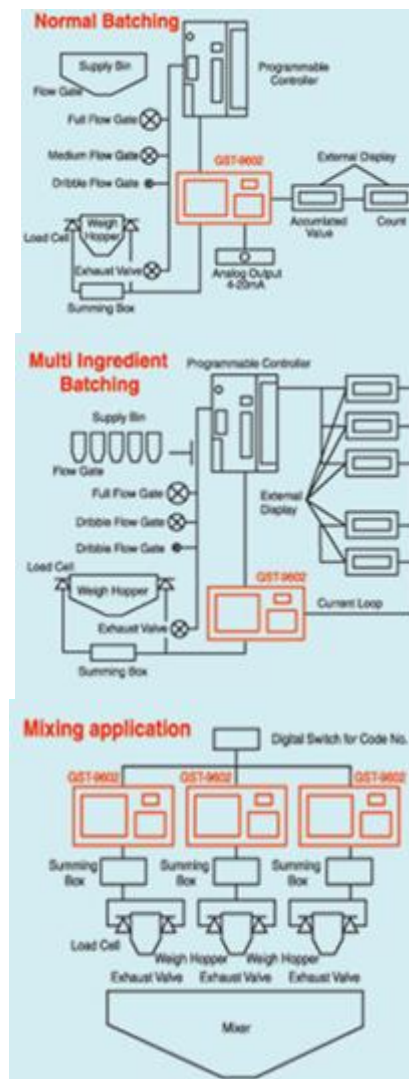 Normal Batching
Supply Bin
Flow Gate
Programmable
Controller
Full Flow Gate
Medium Flow Gate
Dribble Flow Gate
GST-9602
External Display
Weigh
Hopper
Load Cell
Accumlated
Value
Count
Exhaust Valve
Analog Output
4-20mA
Summing Box
Multi Ingredient
Batching
Programmable Controller
Supply Bin
Flow Gate
Full Flow Gate
External
Display
Dribble Flow Gate
Dribble Flow Gate
Load Cell
GST-9602
Weigh Hopper
Current Loop
Exhaust Valve
Summing Box
Mixing application
Digital Switch for Code No.
GST-9602
GST-9602
GST-9602
Summing
Box
Summing
Box
Summing
Box
Load Cell
Weigh Hopper
Weigh Hopper
Exhaust Valve
Exhaust Valve
Exhaust Valve
Mixer